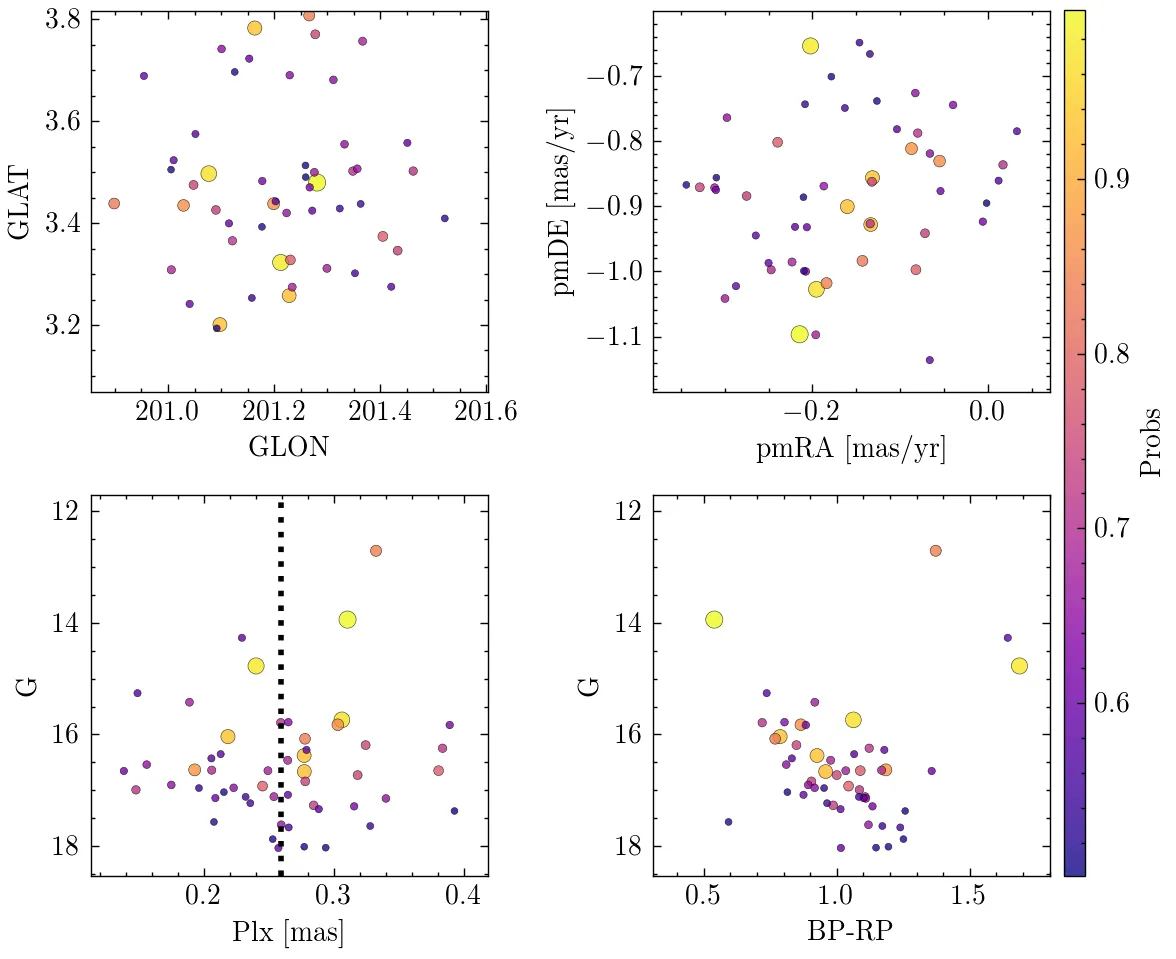 3.8
3.6
3.4
3.2
GLAT
201.0 201.2 201.4 201.6
GLON
−0.7
−0.8
−0.9
−1.0
−1.1
pmDE [mas/yr]
−0.2 0.0
pmRA [mas/yr]
12
14
16
18
G
0.2 0.3 0.4
Plx [mas]
12
14
16
18
G
0.5 1.0 1.5
BP-RP
0.9
0.8
0.7
0.6
Probs